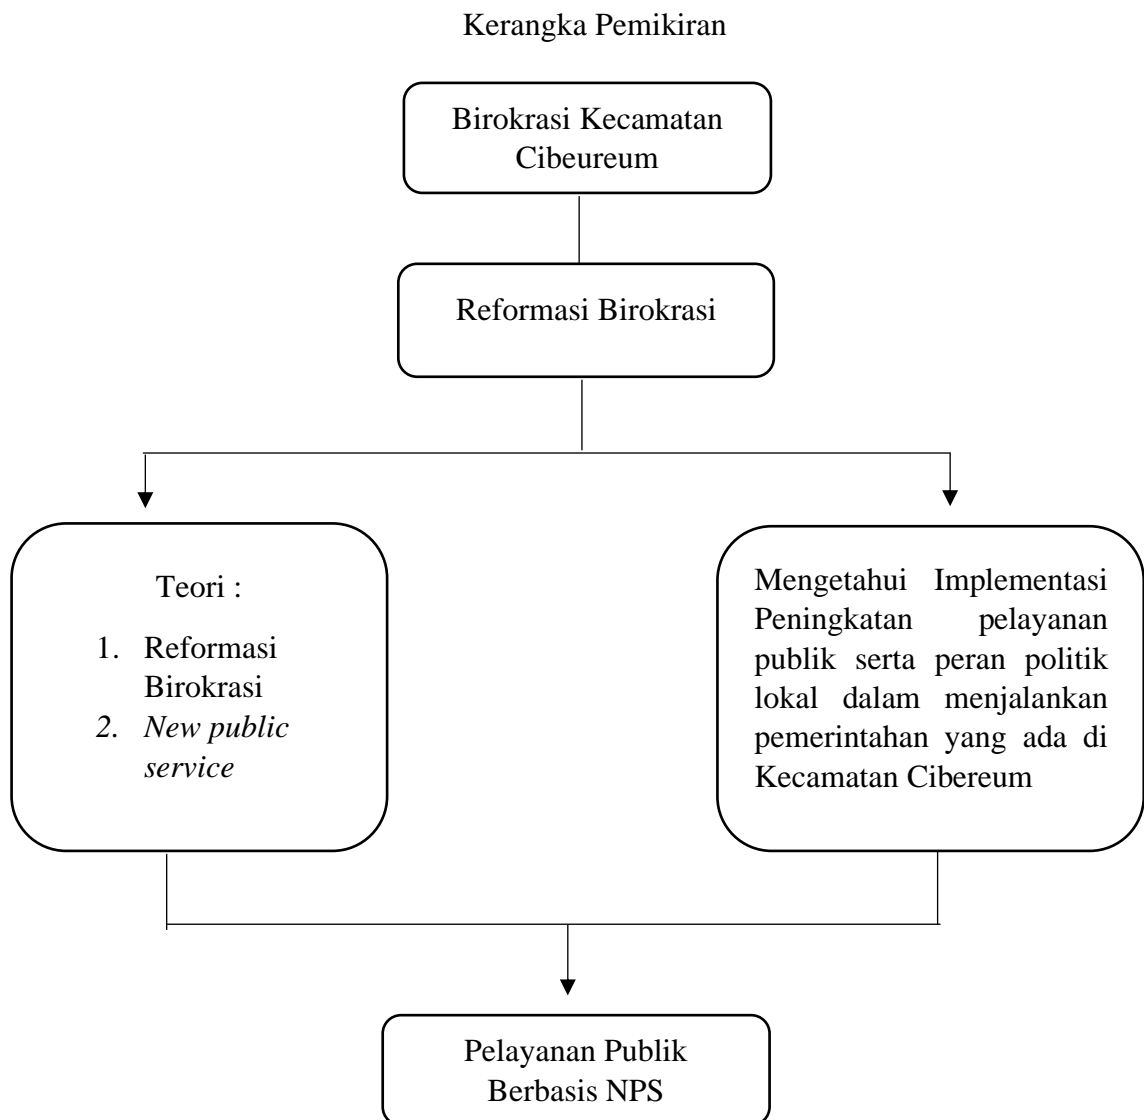 Kerangka Pemikiran
Birokrasi Kecamatan
Cibeureum
Reformasi Birokrasi
Teori :
1. Reformasi
Birokrasi
2. New public
service
Mengetahui Implementasi
Peningkatan pelayanan
publik serta peran politik
lokal dalam menjalankan
pemerintahan yang ada di
Kecamatan Cibereum
Pelayanan Publik
Berbasis NPS